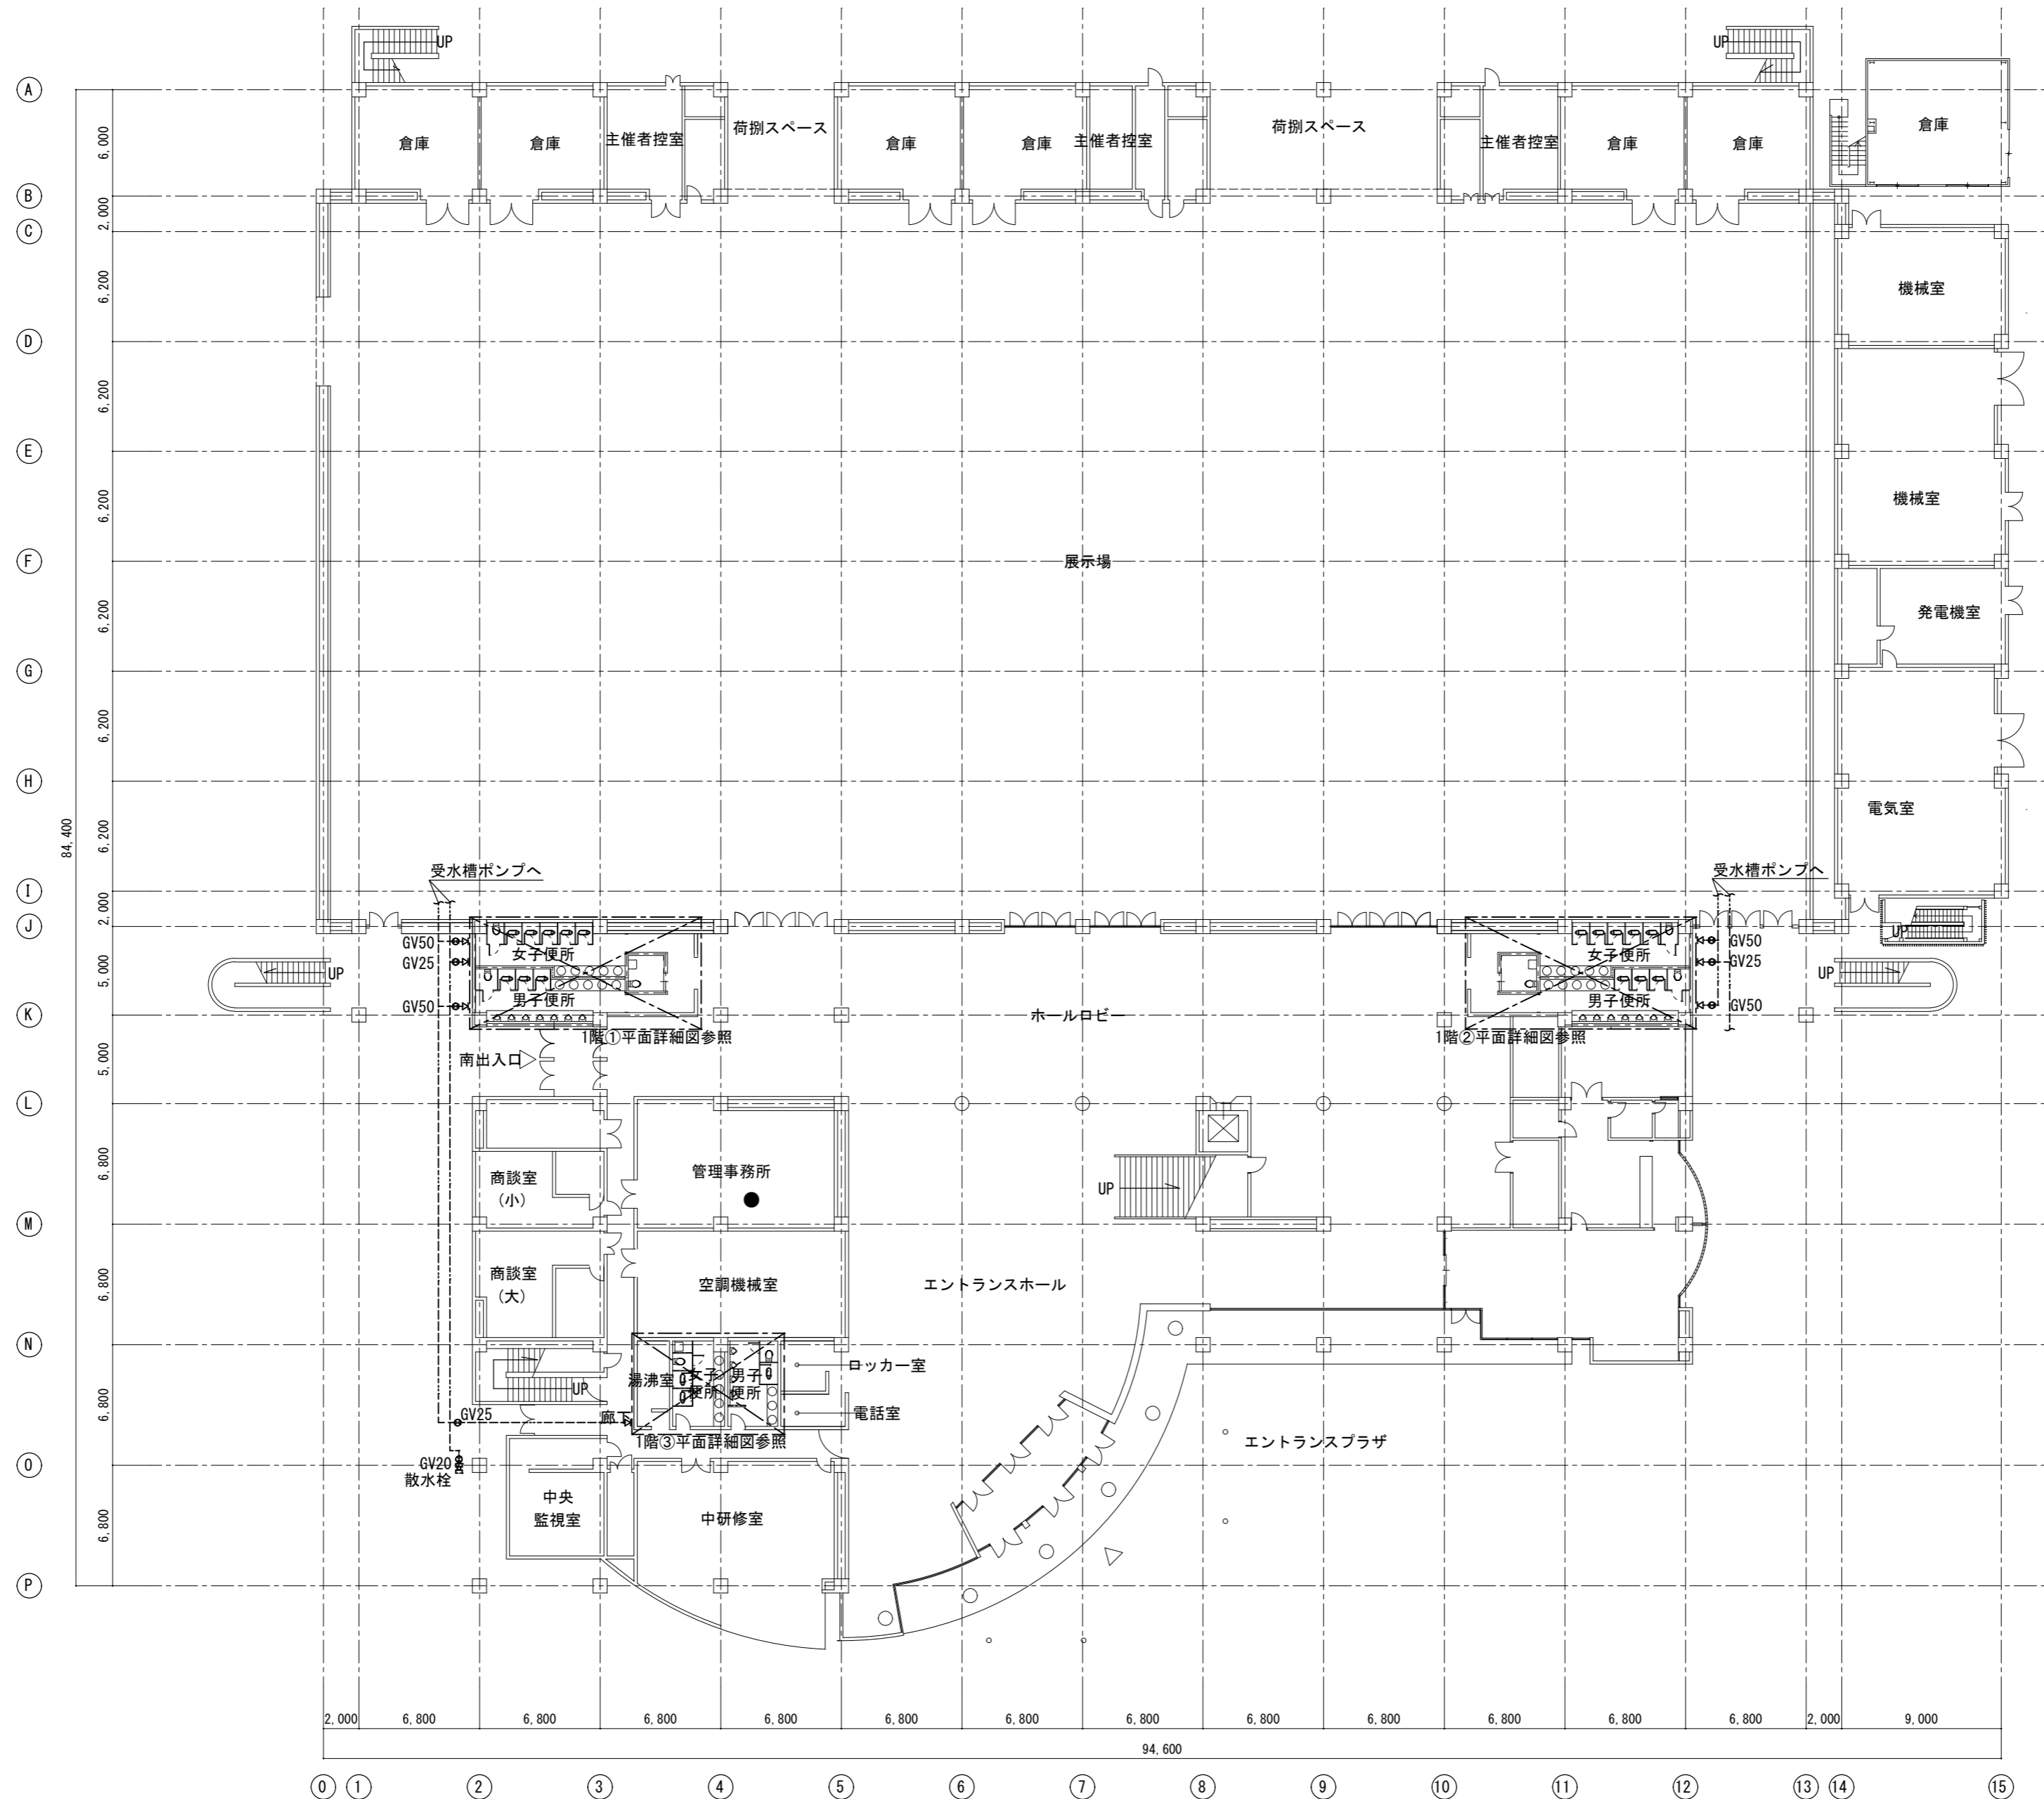 UP
UP
A
倉庫
倉庫
主催者控室
荷捌スペース
倉庫
倉庫
主催者控室
荷捌スペース
主催者控室
倉庫
倉庫
倉庫
6,000
B
2,000
C
6,200
機械室
D
6,200
E
6,200
機械室
F
展示場
6,200
発電機室
G
6,200
H
84,400
6,200
電気室
受水槽ポンプへ
受水槽ポンプへ
I
2,000
J
GV50
女子便所
女子便所
GV50
UP
GV25
GV25
5,000
UP
UP
GV50
男子便所
男子便所
GV50
K
ホールロビー
1階①平面詳細図参照
1階②平面詳細図参照
5,000
南出入口
L
6,800
商談室
(小)
管理事務所
UP
M
6,800
商談室
(大)
空調機械室
エントランスホール
N
6,800
UP
湯沸室
女子
便所
男子
便所
ロッカー室
GV25
廊下
電話室
1階③平面詳細図参照
エントランスプラザ
O
GV20
散水栓
6,800
中央
監視室
中研修室
P
2,000
6,800
6,800
6,800
6,800
6,800
6,800
6,800
6,800
6,800
6,800
6,800
6,800
2,000
9,000
94,600
0
1
2
3
4
5
6
7
8
9
10
11
12
13
14
15